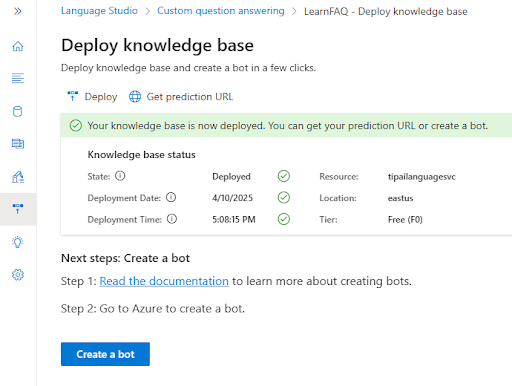 Language Studio > Custom question answering > LearnFAQ - Deploy knowledge base
Deploy knowledge base
Deploy knowledge base and create a bot in a few clicks.
Deploy Get prediction URL
Your knowledge base is now deployed. You can get your prediction URL or create a bot.
Knowledge base status
State: Deployed Resource: tipailanguagesvc
Deployment Date: 4/10/2025 Location: eastus
Deployment Time: 5:08:15 PM Tier: Free (F0)
Next steps: Create a bot
Step 1: Read the documentation to learn more about creating bots.
Step 2: Go to Azure to create a bot.
Create a bot